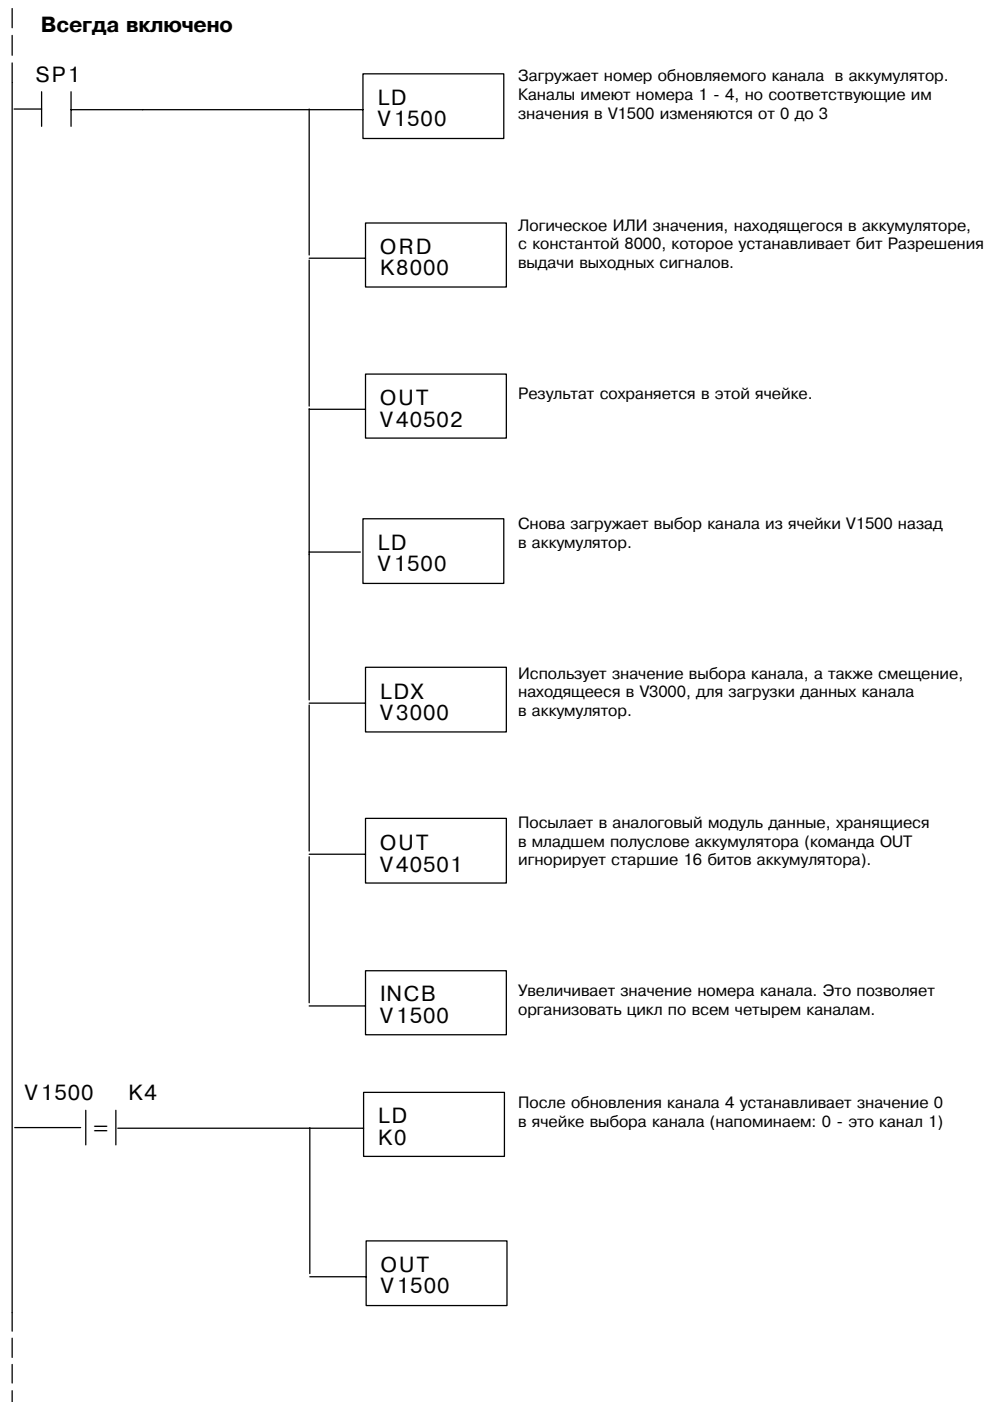 Всегда включено
SP1
LD
V1500
Загружает номер обновляемого канала в аккумулятор.
Каналы имеют номера 1 - 4, но соответствующие им
значения в V1500 изменяются от 0 до 3
ORD
K8000
Логическое ИЛИ значения, находящегося в аккумуляторе,
с константой 8000, которое устанавливает бит Разрешения
выдачи выходных сигналов.
OUT
V40502
Результат сохраняется в этой ячейке.
LD
V1500
Снова загружает выбор канала из ячейки V1500 назад
в аккумулятор.
LDX
V3000
Использует значение выбора канала, а также смещение,
находящееся в V3000, для загрузки данных канала
в аккумулятор.
OUT
V40501
Посылает в аналоговый модуль данные, хранящиеся
в младшем полуслове аккумулятора (команда OUT
игнорирует старшие 16 битов аккумулятора).
INCB
V1500
Увеличивает значение номера канала. Это позволяет
организовать цикл по всем четырем каналам.
V1500 K4
=
LD
K0
После обновления канала 4 устанавливает значение 0
в ячейке выбора канала (напоминаем: 0 - это канал 1)
OUT
V1500